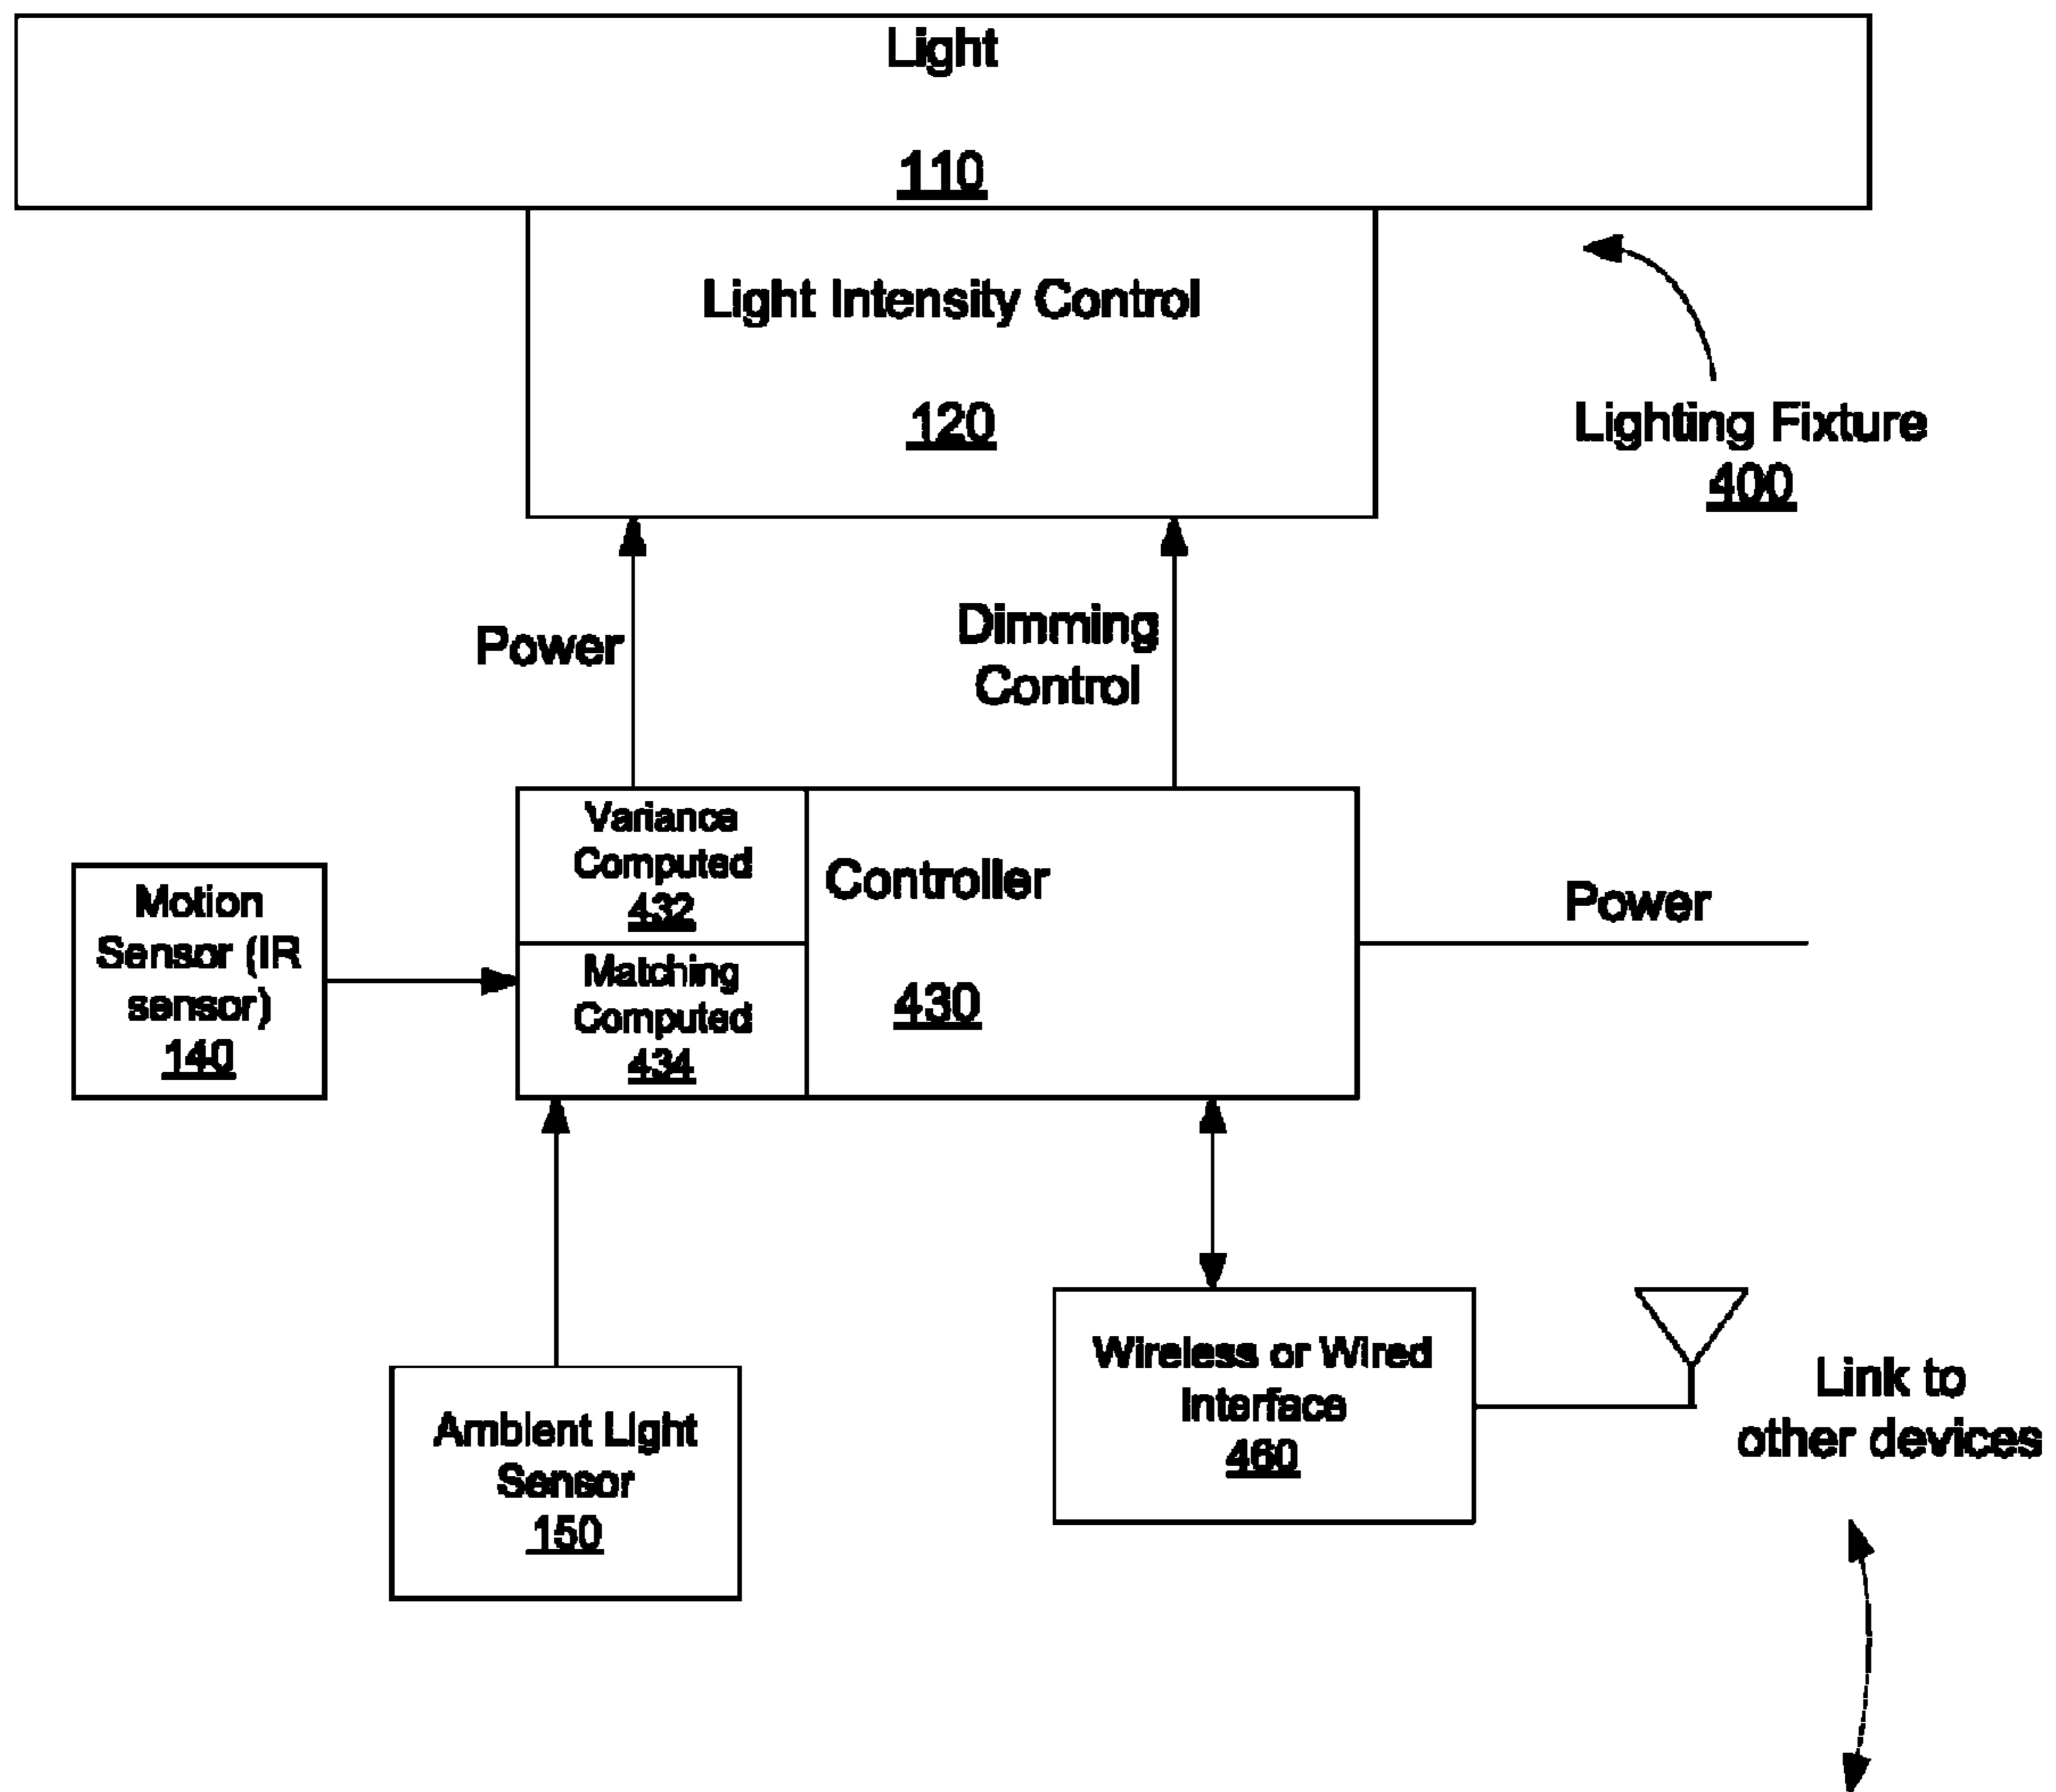 Light
110
Light Intensity Control
120
Lighting Fixture
400
Power
Dimming
Control
Variance
Computed
432
Controller
430
Matching
Computed
434
Motion
Sensor (IR
sensor)
140
Power
Ambient Light
Sensor
150
Wireless or Wired
Interface
460
Link to
other devices